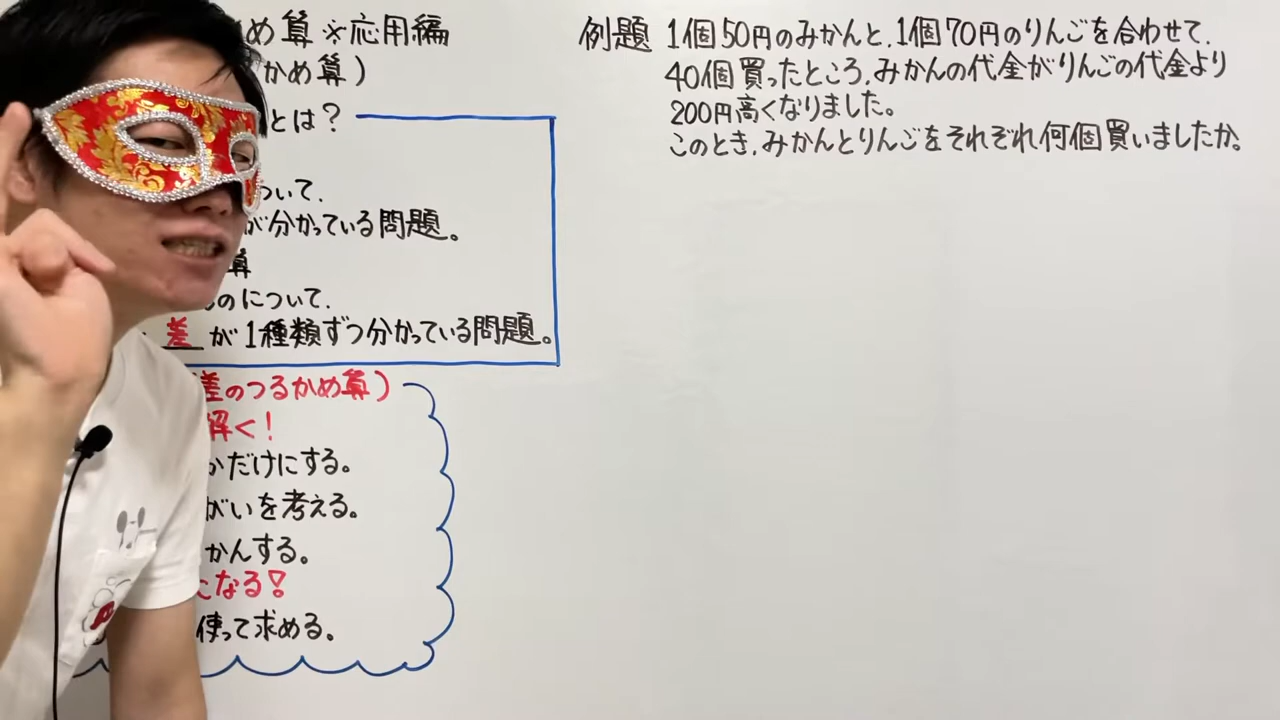 め算※応用編
かめ算)
とは?
ついて.
が分かっている問題。
算
のについて.
差 が1種類ずつ分かっている問題。
差のつるかめ算)
解く!
かだけにする。
がいを考える。
かんする。
になる!
使って求める。
例題 1個50円のみかんと、1個70円のりんごを合わせて、
40個買ったところ、みかんの代金がりんごの代金より
200円高くなりました。
このとき、みかんとりんごをそれぞれ何個買いましたか。